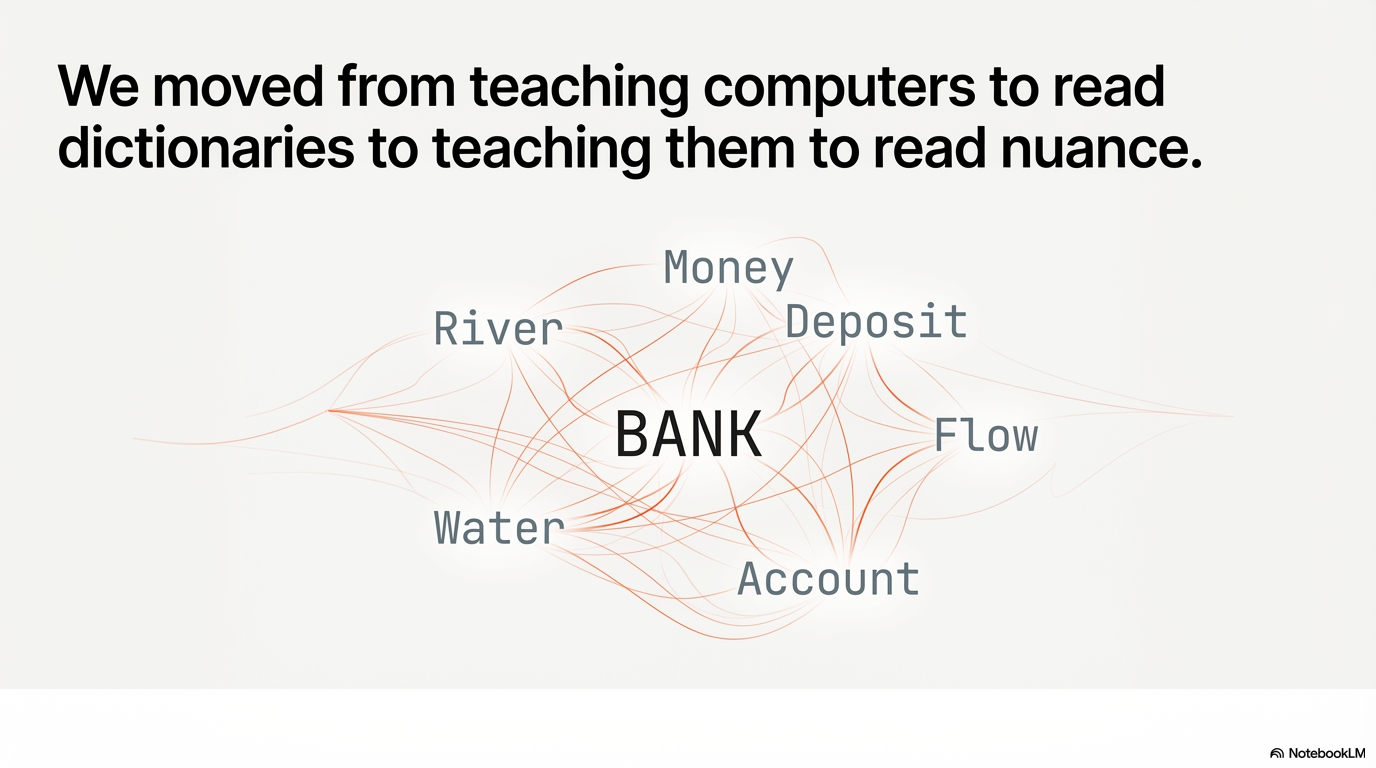 We moved from teaching computers to read
dictionaries to teaching them to read nuance.
Money
Deposit
River
BANK
Flow
Water
Account
NotebookLM